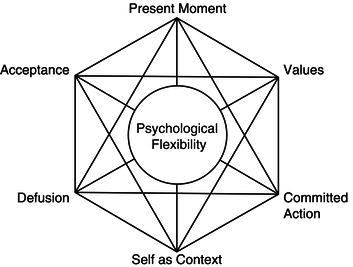 Present Moment
Acceptance
Values
Psychological
Flexibility
Defusion
Committed
Action
Self as Context